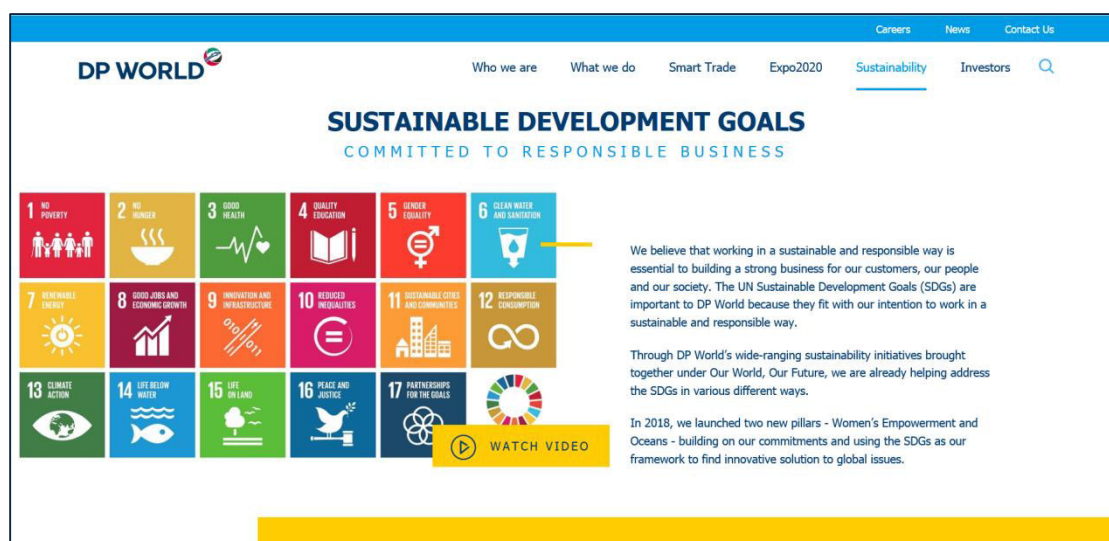 Careers News Contact Us
DP WORLD
Who we are What we do Smart Trade Expo2020 Sustainability Investors
SUSTAINABLE DEVELOPMENT GOALS
COMMITTED TO RESPONSIBLE BUSINESS
1 NO POVERTY
2 NO HUNGER
3 GOOD HEALTH
4 QUALITY EDUCATION
5 GENDER EQUALITY
6 CLEAN WATER AND SANITATION
7 RENEWABLE ENERGY
8 GOOD JOBS AND ECONOMIC GROWTH
9 INNOVATION AND INFRASTRUCTURE
10 REDUCED INEQUALITIES
11 SUSTAINABLE CITIES AND COMMUNITIES
12 RESPONSIBLE CONSUMPTION
13 CLIMATE ACTION
14 LIFE BELOW WATER
15 LIFE ON LAND
16 PEACE AND JUSTICE
17 PARTNERSHIPS FOR THE GOALS
WATCH VIDEO
We believe that working in a sustainable and responsible way is
essential to building a strong business for our customers, our people
and our society. The UN Sustainable Development Goals (SDGs) are
important to DP World because they fit with our intention to work in a
sustainable and responsible way.
Through DP World's wide-ranging sustainability initiatives brought
together under Our World, Our Future, we are already helping address
the SDGs in various different ways.
In 2018, we launched two new pillars - Women's Empowerment and
Oceans - building on our commitments and using the SDGs as our
framework to find innovative solution to global issues.